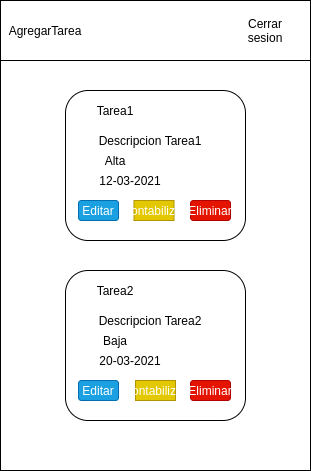 AgregarTarea
Cerrar
sesion
Tarea1
Descripcion Tarea1
Alta
12-03-2021
Editar
ontabiliz
Eliminar
Tarea2
Descripcion Tarea2
Baja
20-03-2021
Editar
ontabiliz
Eliminar